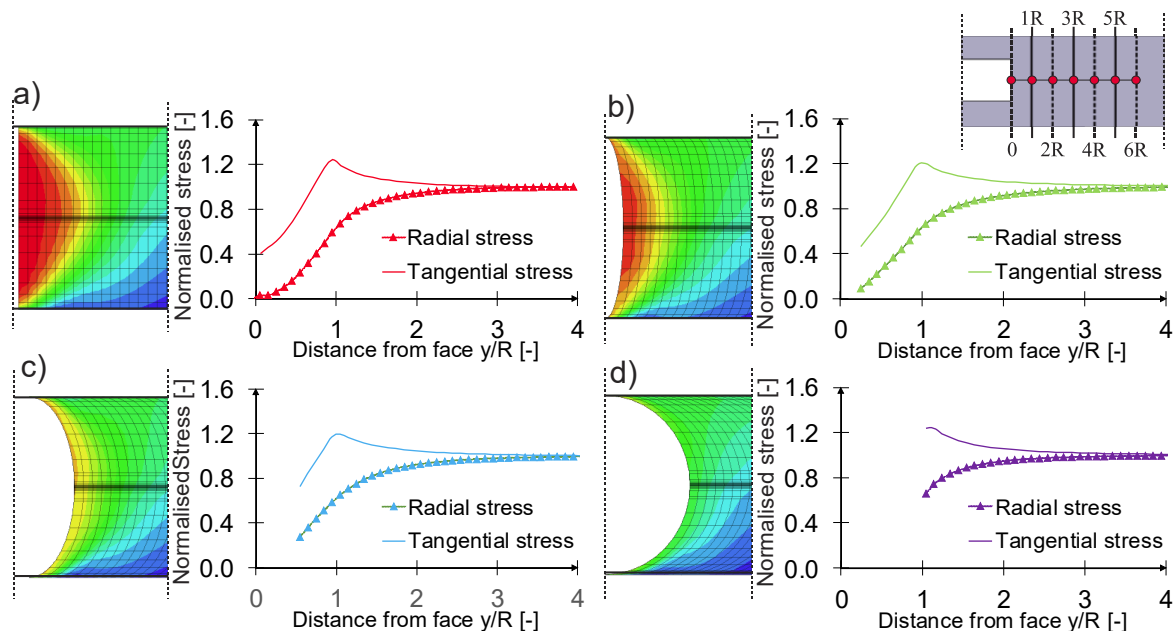 1R 3R 5R
0 2R 4R 6R
a)
Normalised stress [-]
1.6
1.2
0.8
0.4
0.0
Radial stress
Tangential stress
0 1 2 3 4
Distance from face y/R [-]
b)
Normalised stress [-]
1.6
1.2
0.8
0.4
0.0
Radial stress
Tangential stress
0 1 2 3 4
Distance from face y/R [-]
c)
NormalisedStress [-]
1.6
1.2
0.8
0.4
0.0
Radial stress
Tangential stress
0 1 2 3 4
Distance from face y/R [-]
d)
Normalised stress [-]
1.6
1.2
0.8
0.4
0.0
Radial stress
Tangential stress
0 1 2 3 4
Distance from face y/R [-]